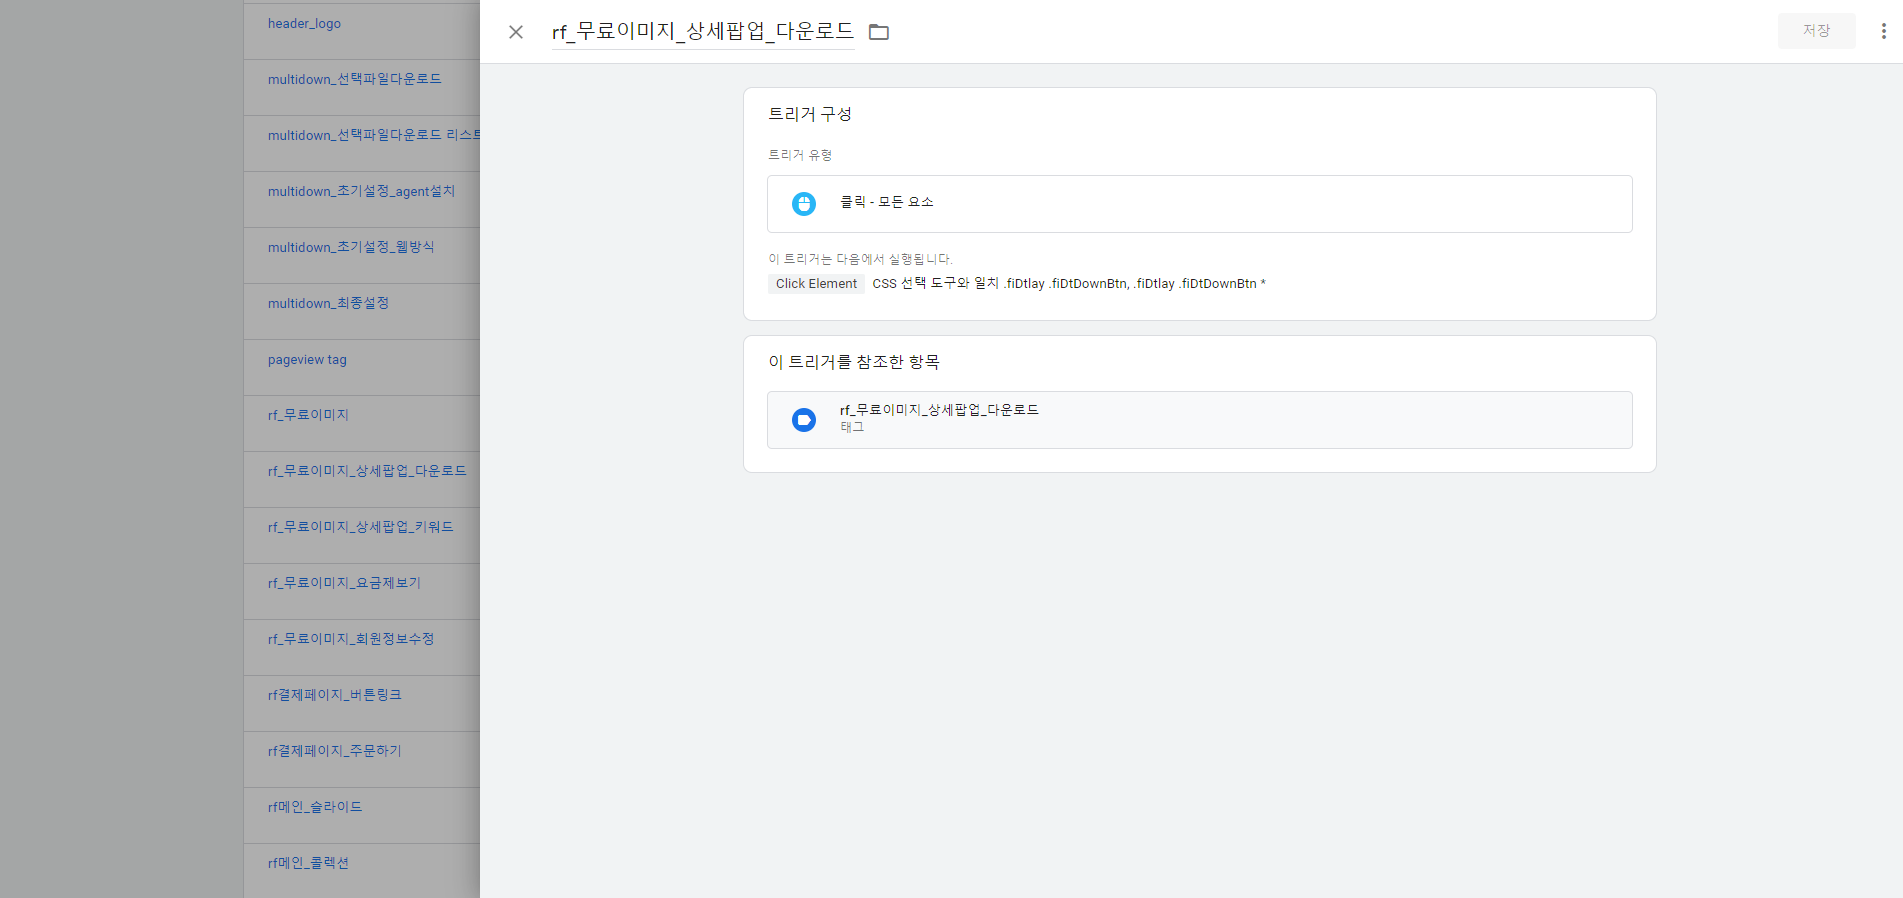 header_logo
multidown_선택파일다운로드
multidown_선택파일다운로드 리스트
multidown_초기설정_agent설치
multidown_초기설정_웹방식
multidown_최종설정
pageview tag
rf_무료이미지
rf_무료이미지_상세팝업_다운로드
rf_무료이미지_상세팝업_키워드
rf_무료이미지_요금제보기
rf_무료이미지_회원정보수정
rf결제페이지_버튼링크
rf결제페이지_주문하기
rf메인_슬라이드
rf메인_콜렉션
rf_무료이미지_상세팝업_다운로드
저장
트리거 구성
트리거 유형
클릭 - 모든 요소
이 트리거는 다음에서 실행됩니다.
Click Element CSS 선택 도구와 일치 .fiDtlay .fiDtDownBtn, .fiDtlay .fiDtDownBtn *
이 트리거를 참조한 항목
rf_무료이미지_상세팝업_다운로드
태그